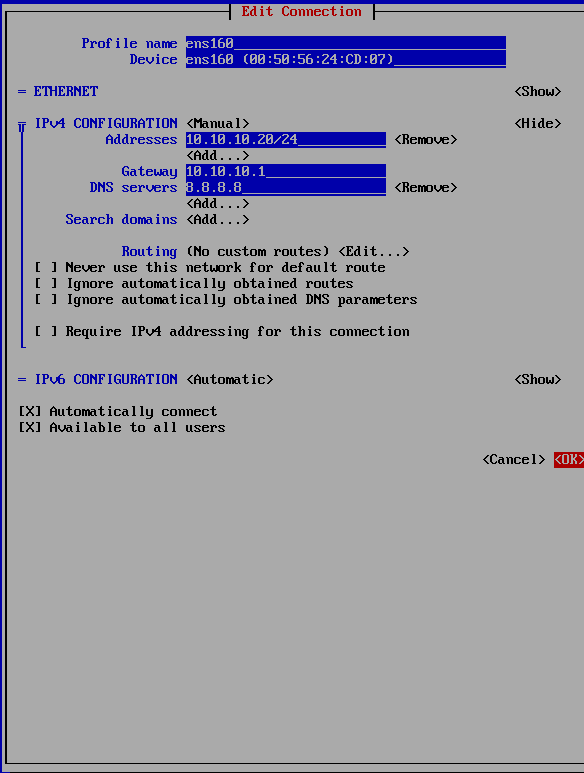 Edit Connection
Profile name ens160
Device ens160 (00:50:56:24:CD:07)
= ETHERNET <Show>
= IPv4 CONFIGURATION <Manual> <Hide>
Addresses 10.10.10.20/24 <Remove>
<Add...>
Gateway 10.10.10.1
DNS servers 8.8.8.8 <Remove>
<Add...>
Search domains <Add...>
Routing (No custom routes) <Edit...>
[ ] Never use this network for default route
[ ] Ignore automatically obtained routes
[ ] Ignore automatically obtained DNS parameters
[ ] Require IPv4 addressing for this connection
= IPv6 CONFIGURATION <Automatic> <Show>
[X] Automatically connect
[X] Available to all users
<Cancel> <OK>